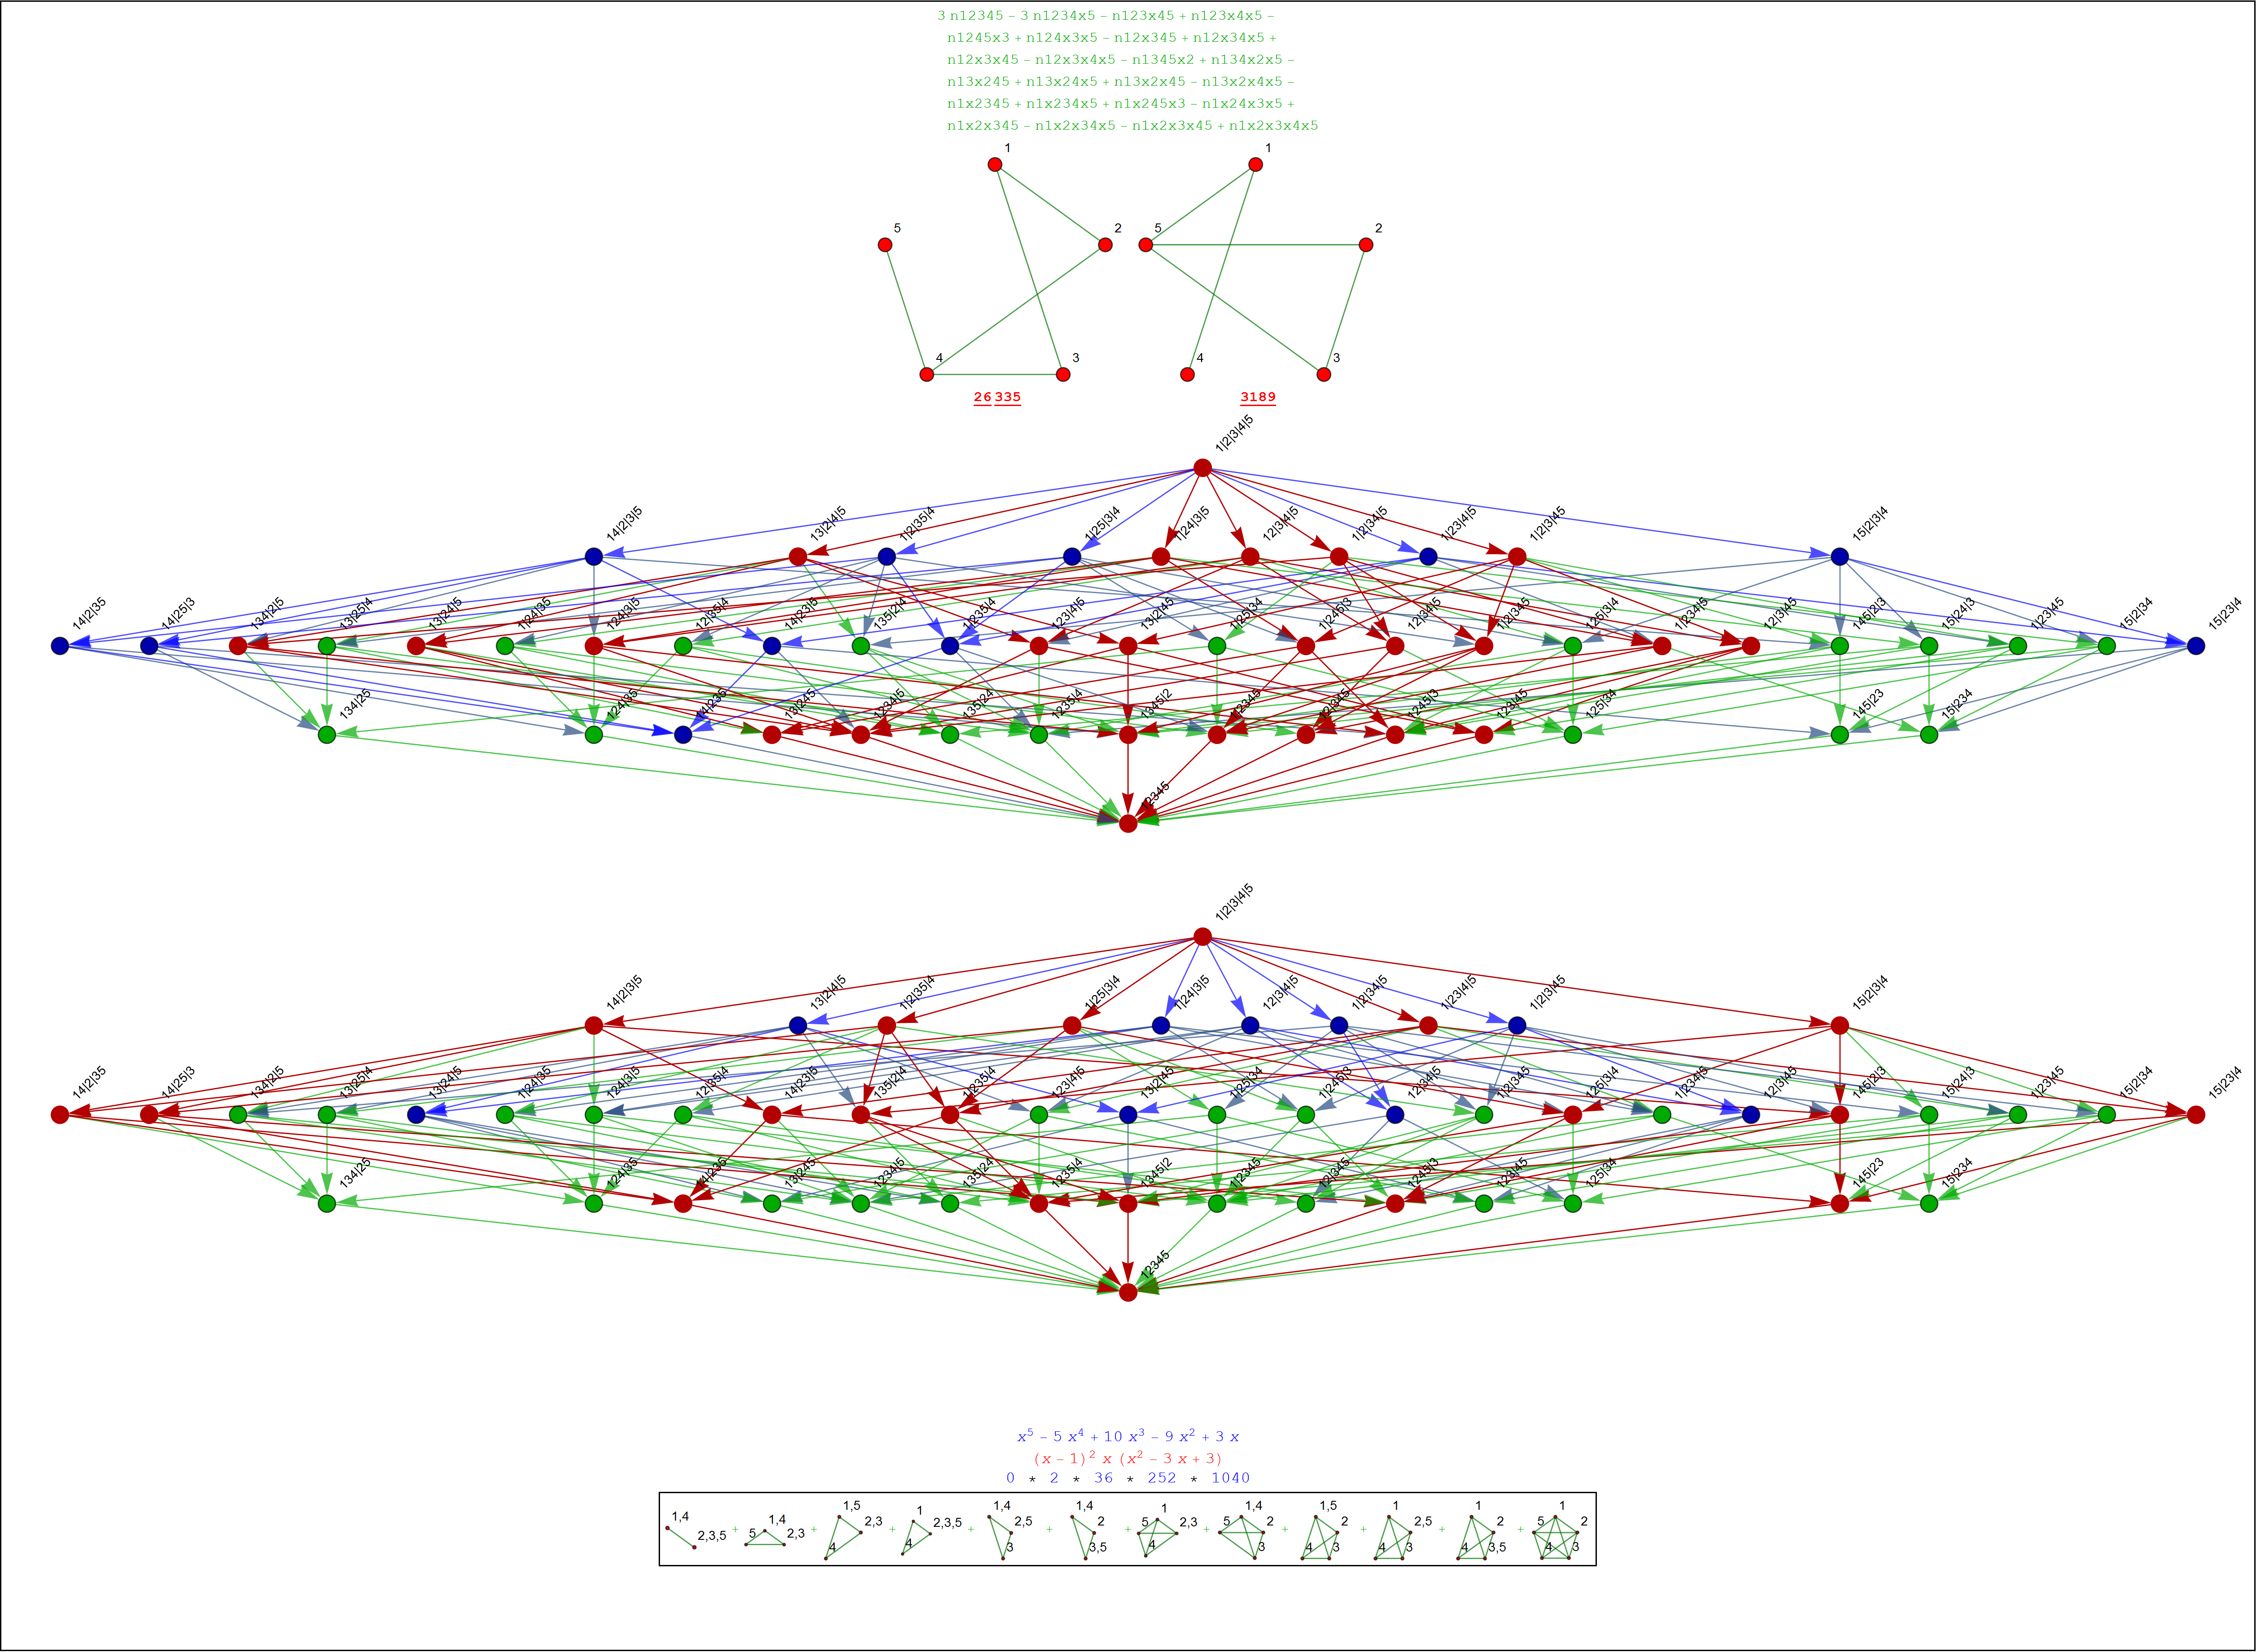 3 n12345 – 3 n1234x5 – n123x45 + n123x4x5 –
n1245x3 + n124x3x5 – n12x345 + n12x34x5 +
n12x3x45 – n12x3x4x5 – n1345x2 + n134x2x5 –
n13x245 + n13x24x5 + n13x2x45 – n13x2x4x5 –
n1x2345 + n1x234x5 + n1x245x3 – n1x24x3x5 +
n1x2x345 – n1x2x34x5 – n1x2x3x45 + n1x2x3x4x5
1 1
5 2 5 2
4 3 4 3
26 335 3189
1|2|3|4|5
14|2|3|5 13|2|4|5 1|2|35|4 1|25|3|4 1|24|3|5 12|3|4|5 1|2|34|5 1|23|4|5 1|2|3|45 15|2|3|4
14|2|35 14|25|3 134|2|5 13|25|4 13|24|5 1|24|35 124|3|5 12|35|4 14|23|5 135|2|4 1|235|4 123|4|5 13|2|45 1|25|34 1|245|3 12|34|5 1|2|345 125|3|4 1|234|5 12|3|45 145|2|3 15|24|3 1|23|45 15|2|34 15|23|4
134|25 124|35 14|235 13|245 1234|5 135|24 1235|4 1345|2 1|2345 12|345 1245|3 123|45 125|34 145|23 15|234
12345
1|2|3|4|5
14|2|3|5 13|2|4|5 1|2|35|4 1|25|3|4 1|24|3|5 12|3|4|5 1|2|34|5 1|23|4|5 1|2|3|45 15|2|3|4
14|2|35 14|25|3 134|2|5 13|25|4 13|24|5 1|24|35 124|3|5 12|35|4 14|23|5 135|2|4 1|235|4 123|4|5 13|2|45 1|25|34 1|245|3 12|34|5 1|2|345 125|3|4 1|234|5 12|3|45 145|2|3 15|24|3 1|23|45 15|2|34 15|23|4
134|25 124|35 14|235 13|245 1234|5 135|24 1235|4 1345|2 1|2345 12|345 1245|3 123|45 125|34 145|23 15|234
12345
x⁵ – 5 x⁴ + 10 x³ – 9 x² + 3 x
(x – 1)² x (x² – 3 x + 3)
0 * 2 * 36 * 252 * 1040
1,4 2,3,5 + 5 1,4 2,3 + 1,5 2,3 4 + 1 2,3,5 4 + 1,4 2,5 3 + 1,4 2 3,5 + 5 1 2,3 4 + 5 1,4 2 3 + 1,5 2 4 3 + 1 2,5 4 3 + 1 2 4 3,5 + 5 1 2 4 3